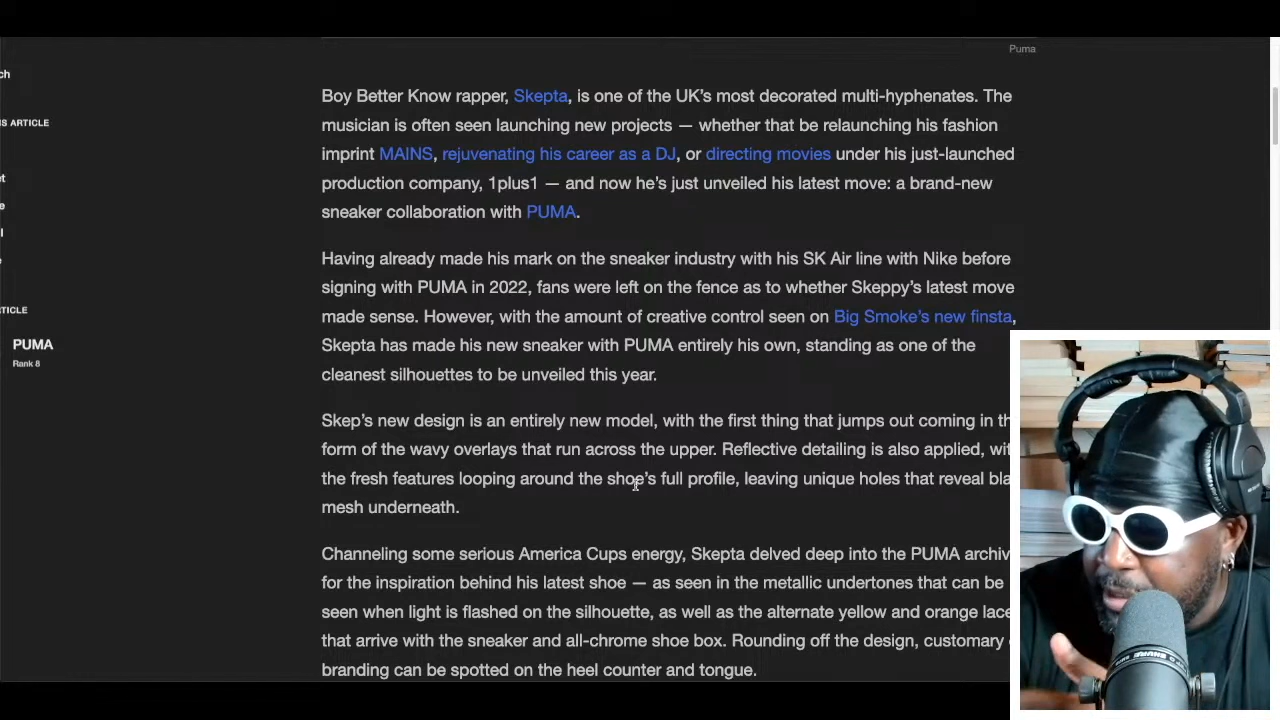 Puma
ch
IS ARTICLE
et
e
l
e
TICLE
PUMA
Rank 8
Boy Better Know rapper, Skepta, is one of the UK’s most decorated multi-hyphenates. The
musician is often seen launching new projects — whether that be relaunching his fashion
imprint MAINS, rejuvenating his career as a DJ, or directing movies under his just-launched
production company, 1plus1 — and now he’s just unveiled his latest move: a brand-new
sneaker collaboration with PUMA.
Having already made his mark on the sneaker industry with his SK Air line with Nike before
signing with PUMA in 2022, fans were left on the fence as to whether Skeppy’s latest move
made sense. However, with the amount of creative control seen on Big Smoke’s new finsta,
Skepta has made his new sneaker with PUMA entirely his own, standing as one of the
cleanest silhouettes to be unveiled this year.
Skep’s new design is an entirely new model, with the first thing that jumps out coming in th
form of the wavy overlays that run across the upper. Reflective detailing is also applied, wit
the fresh features looping around the shoe’s full profile, leaving unique holes that reveal bla
mesh underneath.
Channeling some serious America Cups energy, Skepta delved deep into the PUMA archiv
for the inspiration behind his latest shoe — as seen in the metallic undertones that can be
seen when light is flashed on the silhouette, as well as the alternate yellow and orange lace
that arrive with the sneaker and all-chrome shoe box. Rounding off the design, customary
branding can be spotted on the heel counter and tongue.
SHURE